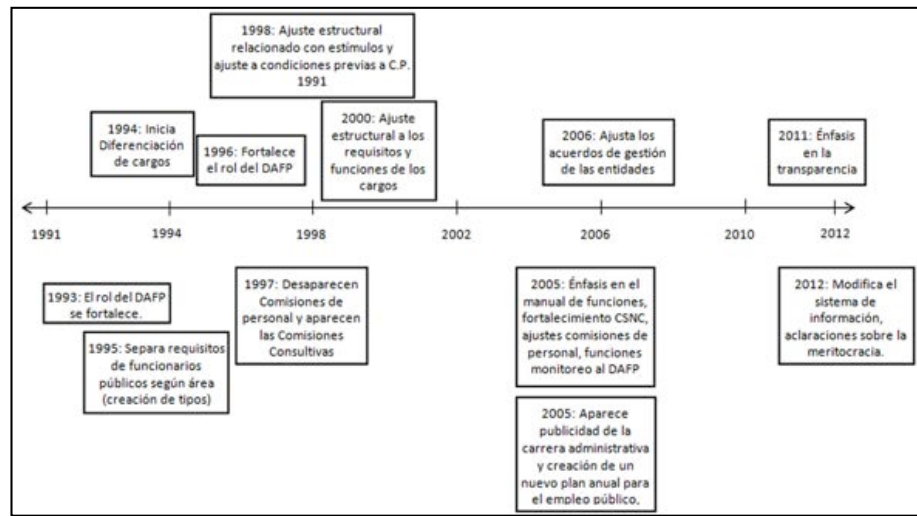 1998: Ajuste estructural
relacionado con estímulos y
ajuste a condiciones previas a C.P.
1991
1994: Inicia
Diferenciación
de cargos
1996: Fortalece
el rol del DAFP
2000: Ajuste
estructural a los
requisitos y
funciones de los
cargos
2006: Ajusta los
acuerdos de gestión
de las entidades
2011: Énfasis
en la
transparencia
1991
1994
1998
2002
2006
2010
2012
1993: El rol del DAFP
se fortalece.
1995: Separa requisitos
de funcionarios
públicos según área
(creación de tipos)
1997: Desaparecen
Comisiones de
personal y aparecen
las Comisiones
Consultivas
2005: Énfasis en el
manual de funciones,
fortalecimiento CSNC,
ajustes comisiones de
personal, funciones
monitoreo al DAFP
2005: Aparece
publicidad de la
carrera administrativa
y creación de un
nuevo plan anual para
el empleo público.
2012: Modifica el
sistema de
información,
aclaraciones sobre la
meritocracia.